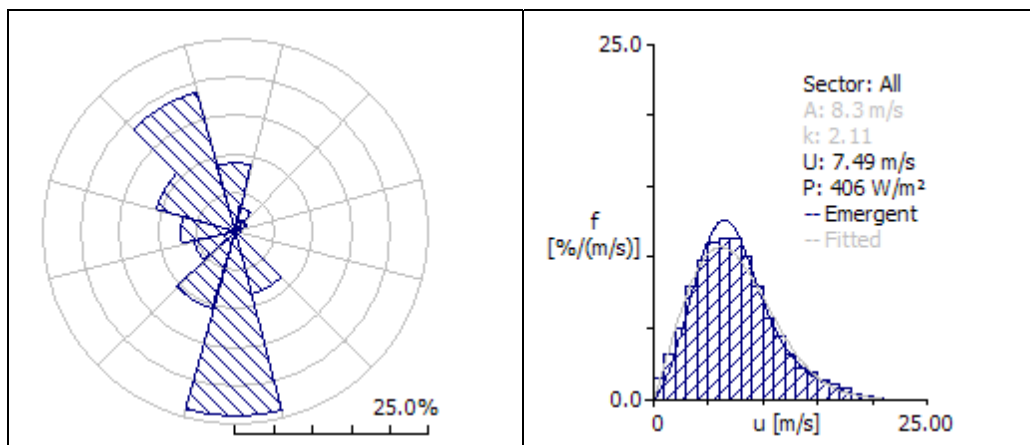 25.0%
25.0
Sector: All
A: 8.3 m/s
k: 2.11
U: 7.49 m/s
P: 406 W/m²
-- Emergent
-- Fitted
f
[%/(m/s)]
0.0
0
u [m/s]
25.00